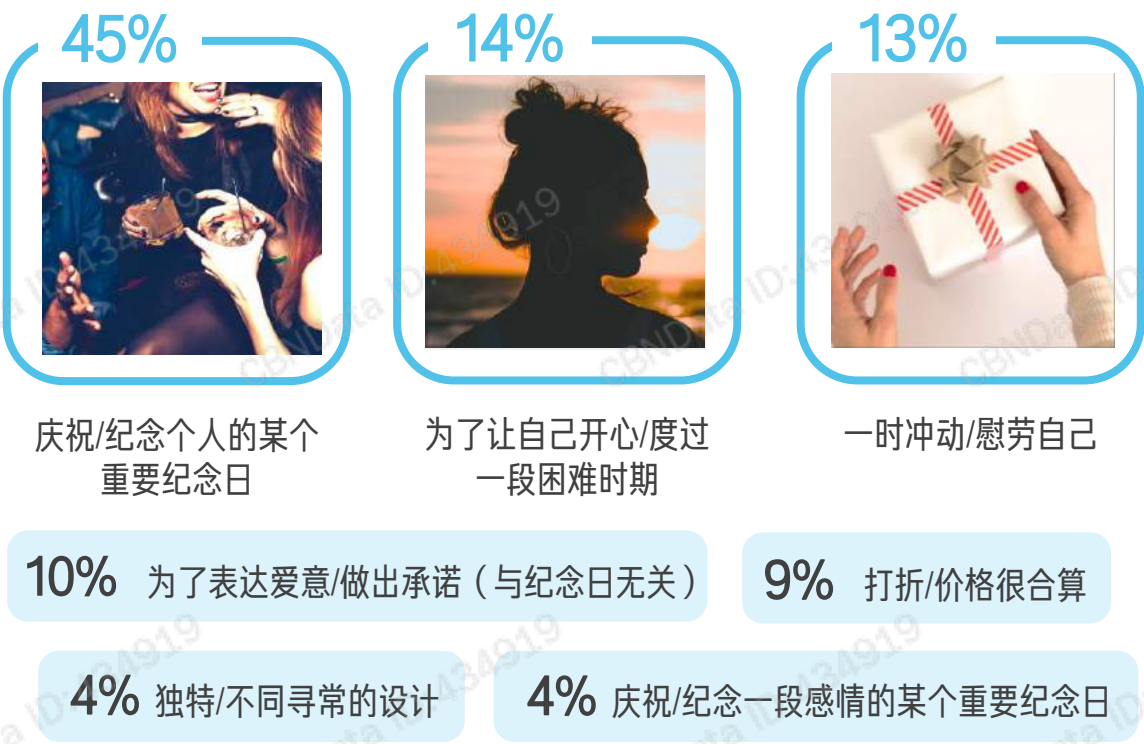 45%
14%
13%
庆祝/纪念个人的某个
重要纪念日
为了让自己开心/度过
一段困难时期
一时冲动/慰劳自己
10% 为了表达爱意/做出承诺（与纪念日无关）
9% 打折/价格很合算
4% 独特/不同寻常的设计
4% 庆祝/纪念一段感情的某个重要纪念日
CBNData ID:434919